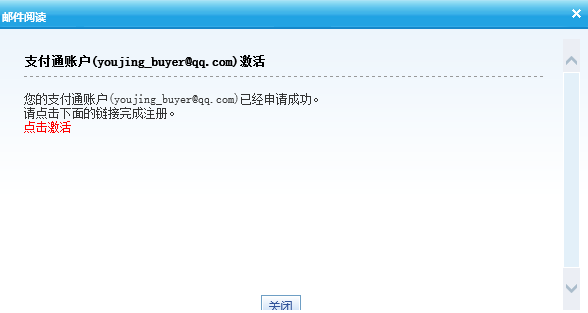 邮件阅读
支付通账户(youjing_buyer@qq.com)激活
您的支付通账户(youjing_buyer@qq.com)已经申请成功。
请点击下面的链接完成注册。
点击激活
关闭